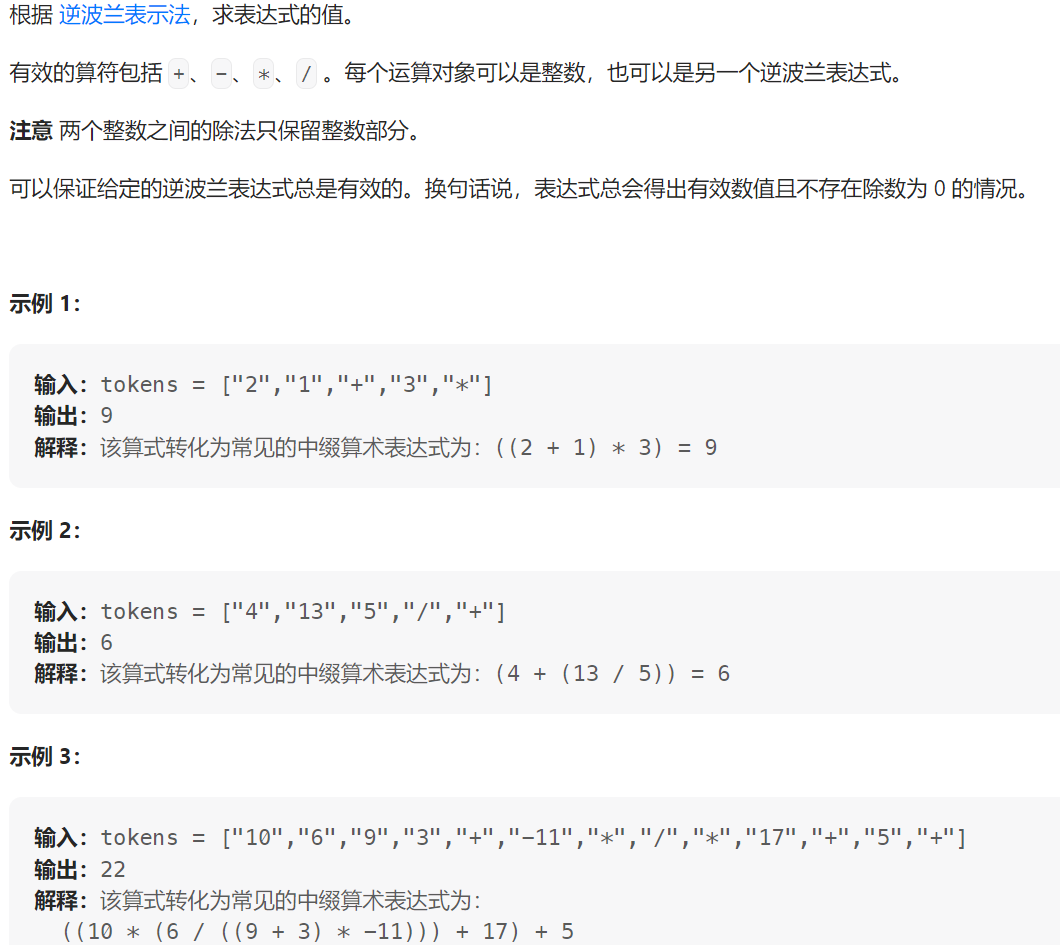 根据 逆波兰表示法，求表达式的值。
有效的算符包括 +、-、*、/ 。每个运算对象可以是整数，也可以是另一个逆波兰表达式。
注意 两个整数之间的除法只保留整数部分。
可以保证给定的逆波兰表达式总是有效的。换句话说，表达式总会得出有效数值且不存在除数为 0 的情况。
示例 1：
输入：tokens = ["2","1","+","3","*"]
输出：9
解释：该算式转化为常见的中缀算术表达式为：((2 + 1) * 3) = 9
示例 2：
输入：tokens = ["4","13","5","/","+"]
输出：6
解释：该算式转化为常见的中缀算术表达式为：(4 + (13 / 5)) = 6
示例 3：
输入：tokens = ["10","6","9","3","+","-11","*","/","*","17","+","5","+"]
输出：22
解释：该算式转化为常见的中缀算术表达式为：
((10 * (6 / ((9 + 3) * -11))) + 17) + 5